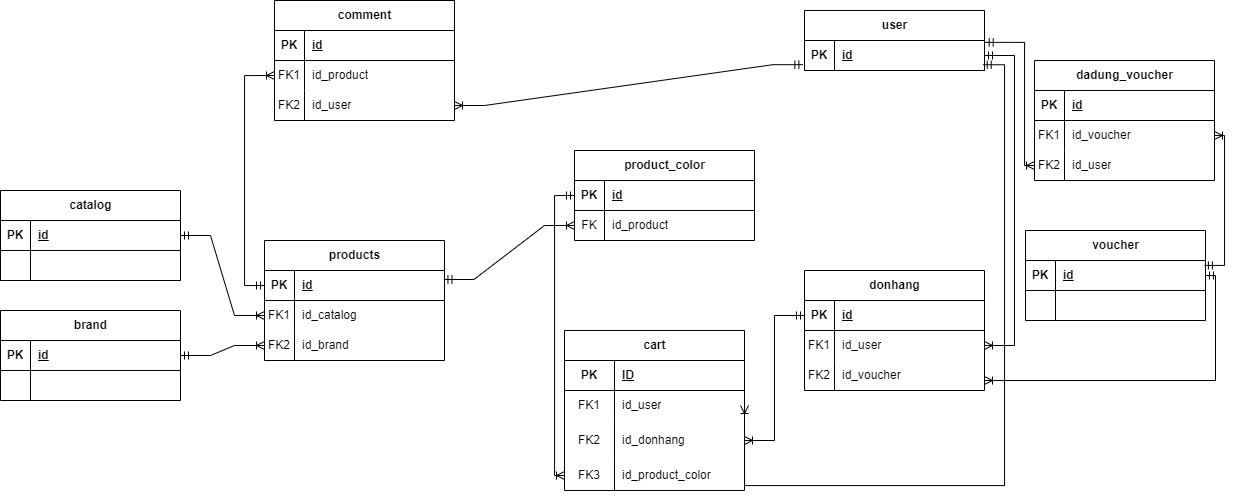 comment
PK id
FK1 id_product
FK2 id_user
user
PK id
dadung_voucher
PK id
FK1 id_voucher
FK2 id_user
product_color
PK id
FK id_product
catalog
PK id
products
PK id
FK1 id_catalog
FK2 id_brand
voucher
PK id
donhang
PK id
FK1 id_user
FK2 id_voucher
brand
PK id
cart
PK ID
FK1 id_user
FK2 id_donhang
FK3 id_product_color